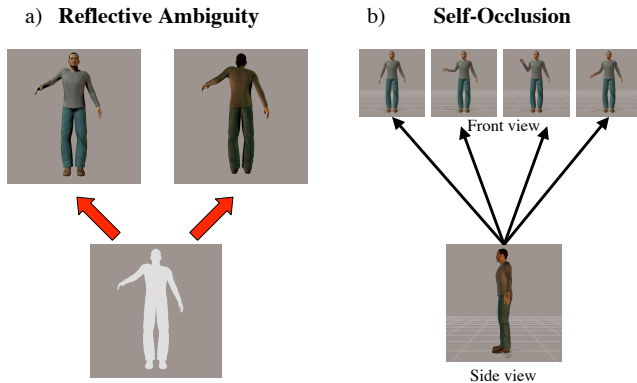 a) Reflective Ambiguity
b) Self-Occlusion
Front view
Side view